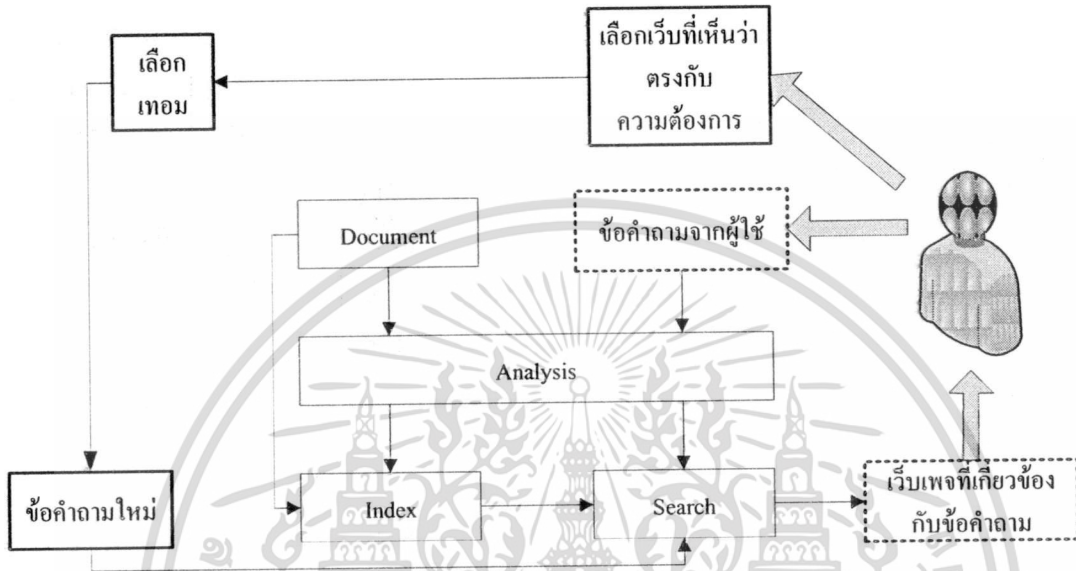 เลือก
เทอม
เลือกเว็บที่เห็นว่า
ตรงกับ
ความต้องการ
Document
ข้อคำถามจากผู้ใช้
Analysis
ข้อคำถามใหม่
Index
Search
เว็บเพจที่เกี่ยวข้อง
กับข้อคำถาม